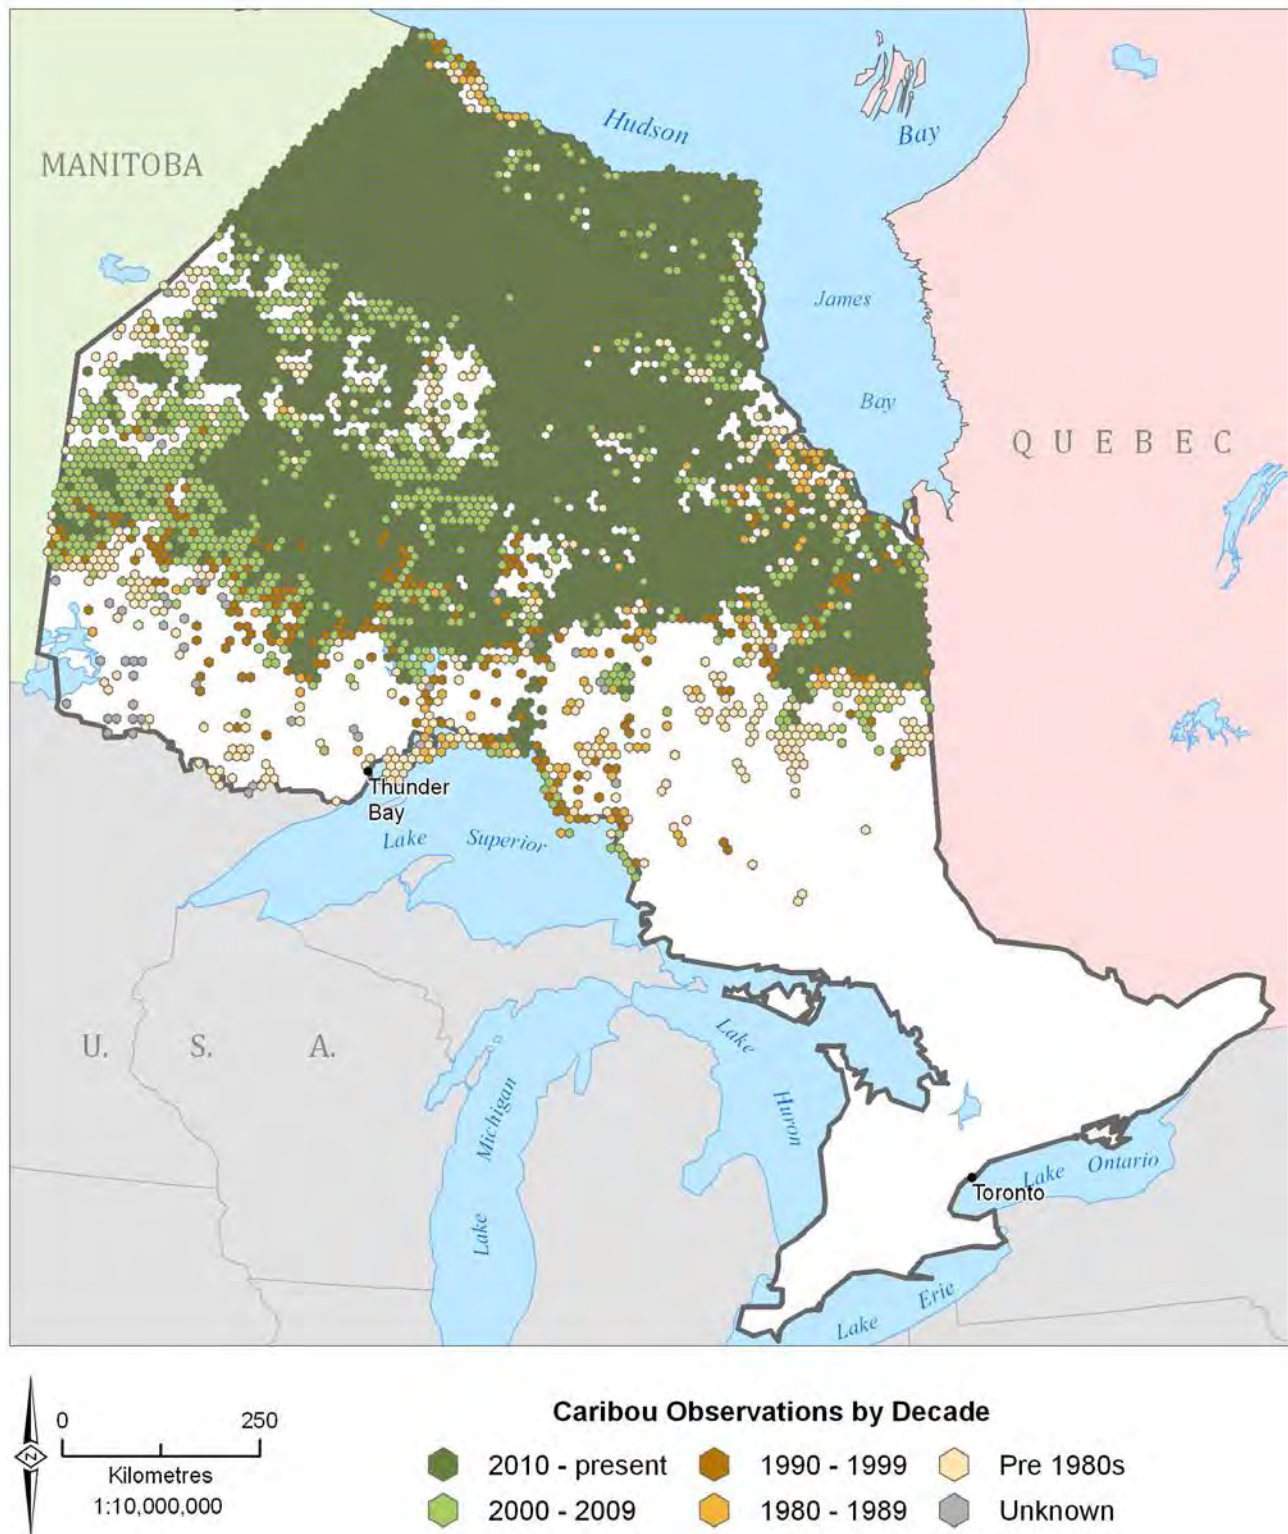 Hudson
Bay
MANITOBA
James
Bay
QUEBEC
Thunder
Bay
Lake Superior
U. S. A.
Lake
Huron
Lake Michigan
Lake Ontario
Toronto
Lake Erie
Caribou Observations by Decade
0 250
Kilometres
1:10,000,000
N
2010 - present
2000 - 2009
1990 - 1999
1980 - 1989
Pre 1980s
Unknown